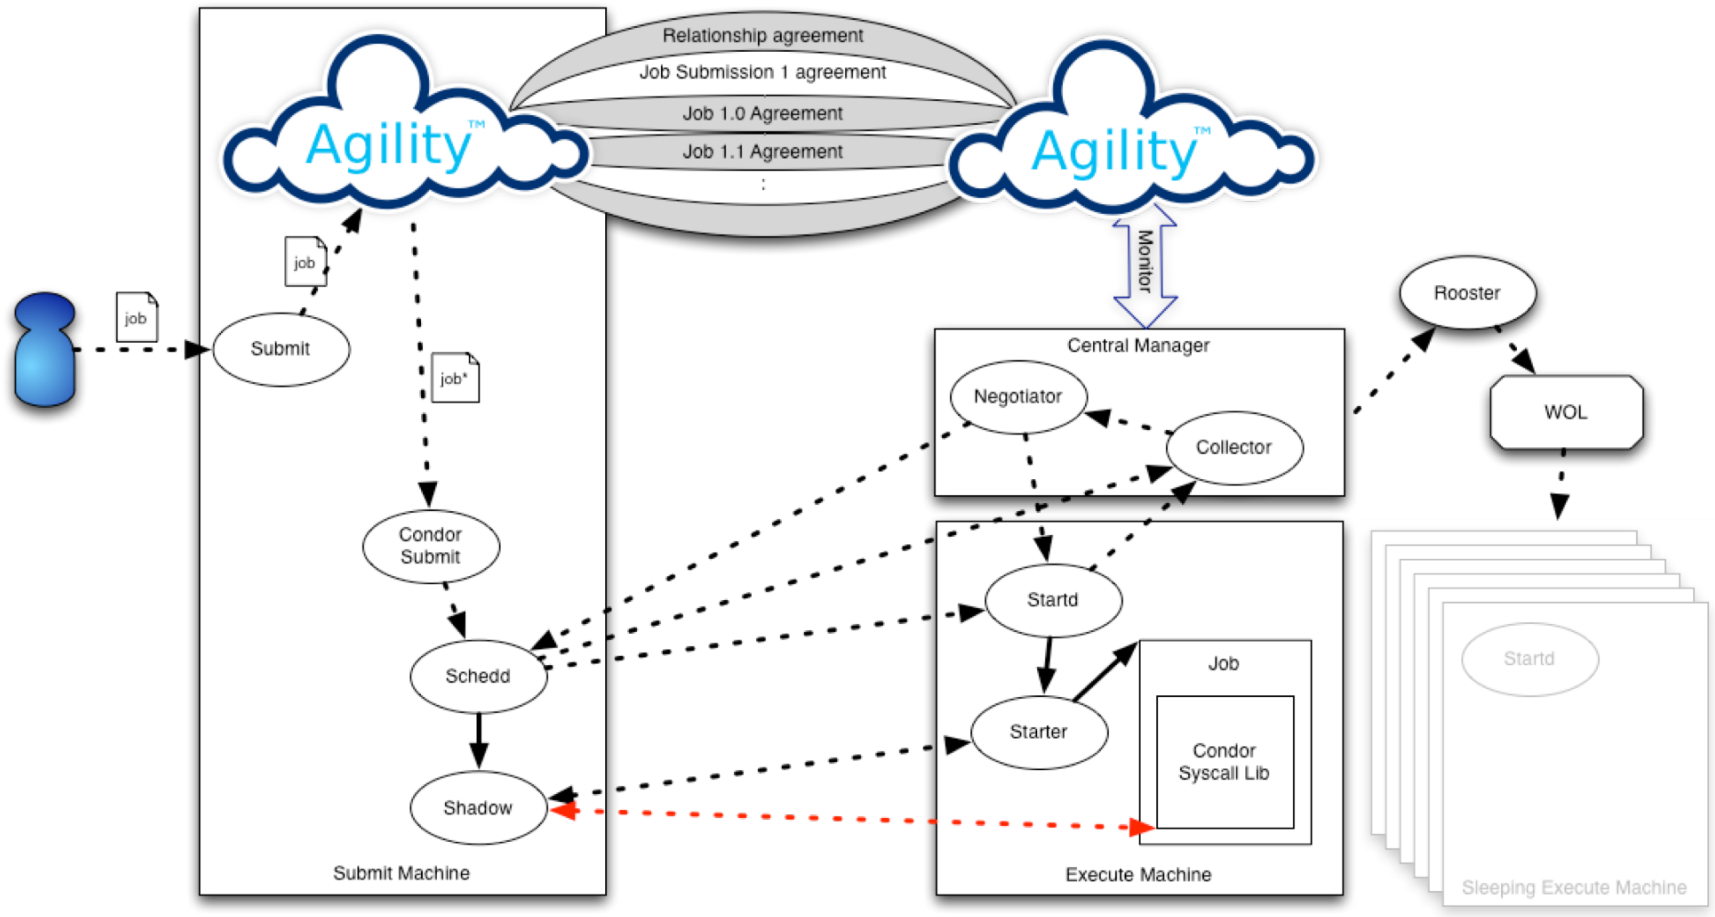 Relationship agreement
Job Submission 1 agreement
Job 1.0 Agreement
Job 1.1 Agreement
:
Agility™
Agility™
job
job
Submit
job*
Monitor
Rooster
WOL
Central Manager
Negotiator
Collector
Condor
Submit
Schedd
Shadow
Submit Machine
Startd
Starter
Job
Condor
Syscall Lib
Execute Machine
Startd
Sleeping Execute Machine